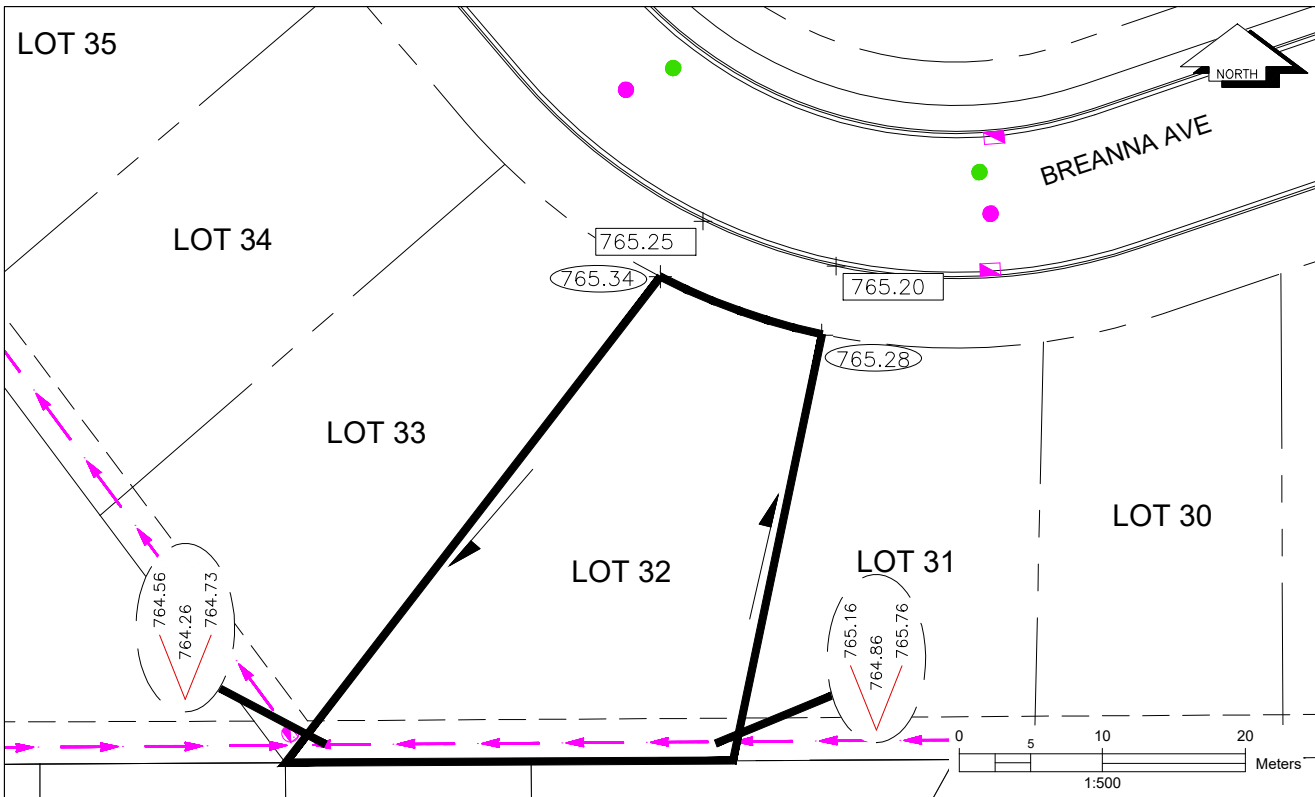 LOT 35
NORTH
BREANNA AVE
LOT 34
765.25
765.34
765.20
765.28
LOT 33
LOT 30
LOT 31
LOT 32
764.56
764.26
764.73
765.16
764.86
765.76
0
5
10
20
Meters
1:500